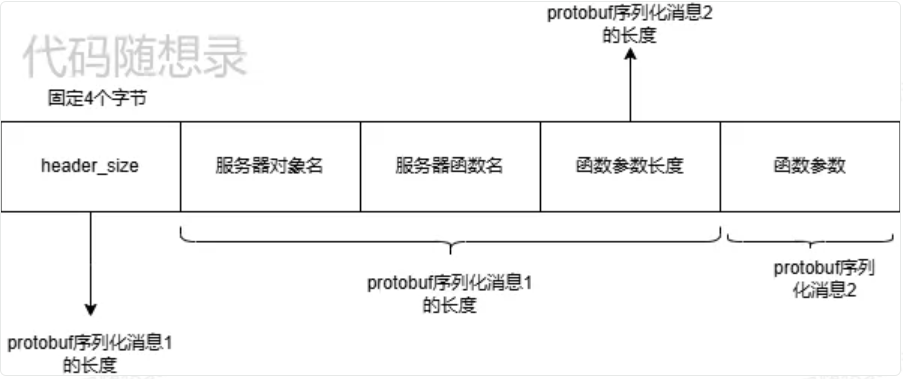 protobuf序列化消息2
的长度
代码随想录
固定4个字节
header_size
服务器对象名
服务器函数名
函数参数长度
函数参数
protobuf序列化消息1
的长度
protobuf序列
化消息2
protobuf序列化消息1
的长度